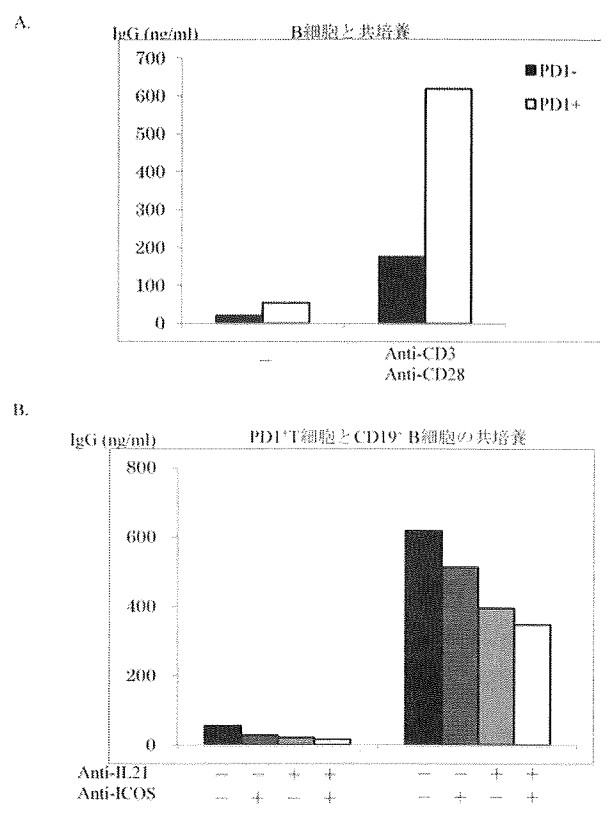 A.
IgG (ng/ml)
B細胞と共培養
700
600
500
400
300
200
100
0
PD1-
PD1+
–
Anti-CD3
Anti-CD28
B.
IgG (ng/ml)
PD1⁺T細胞とCD19⁺ B細胞の共培養
800
600
400
200
0
Anti-IL21 – – + + – – + +
Anti-ICOS – + – + – + – +